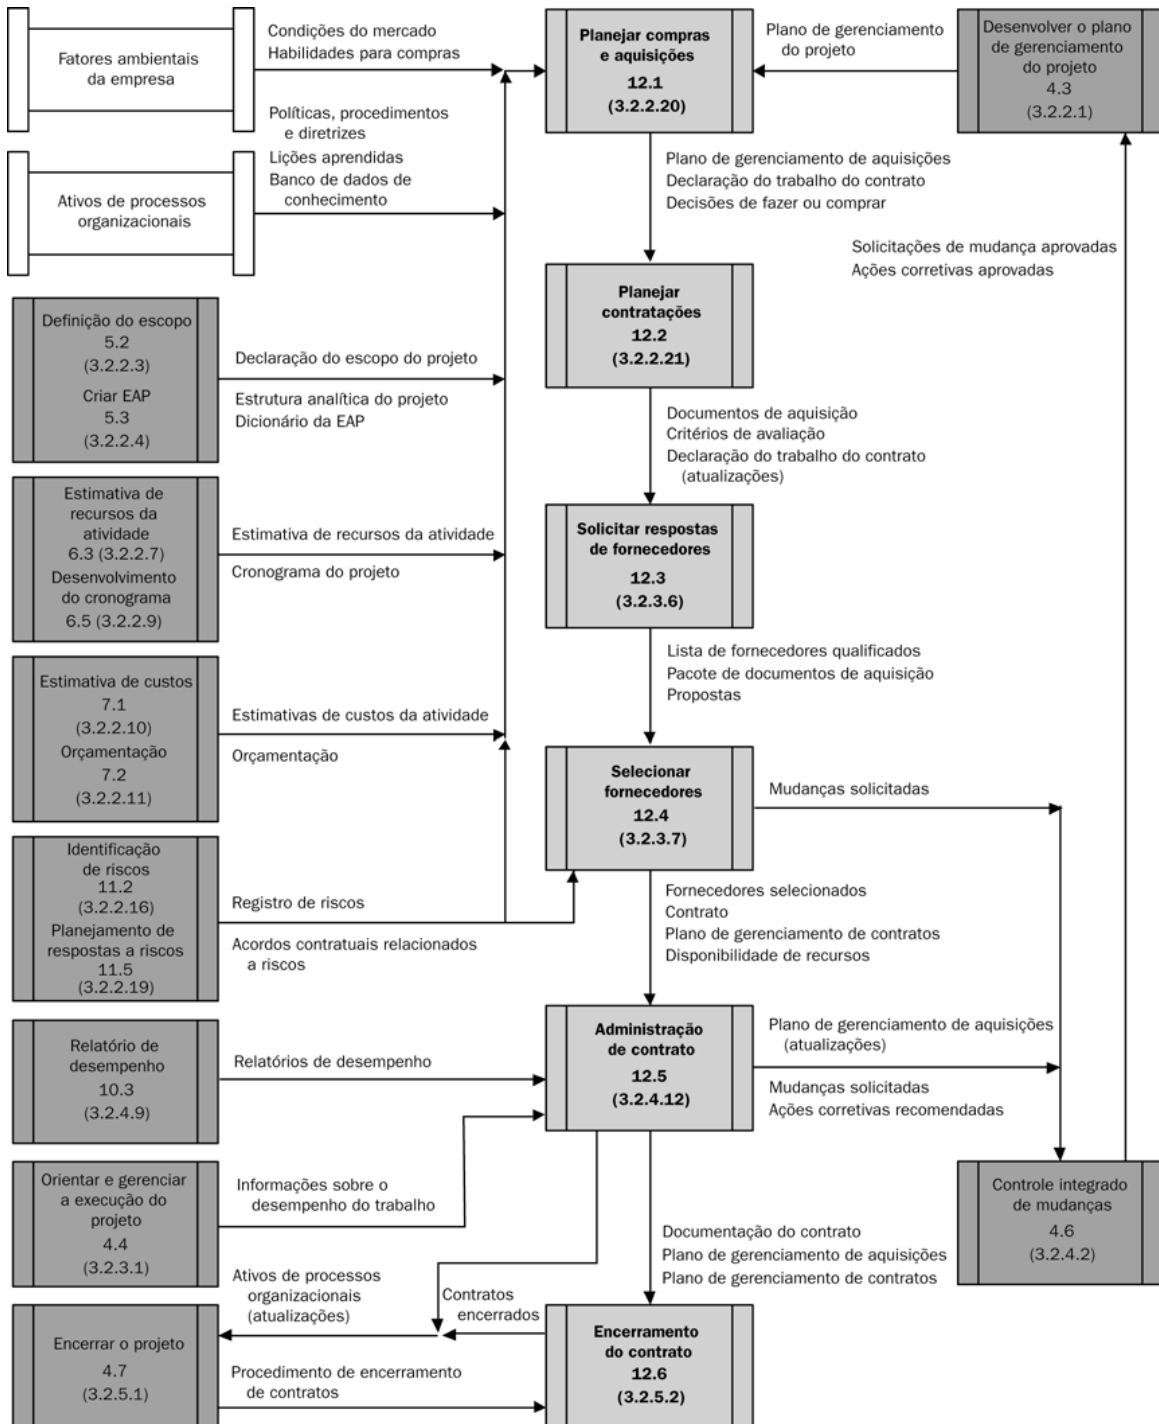 Fatores ambientais
da empresa
Condições do mercado
Habilidades para compras
Planejar compras
e aquisições
12.1
(3.2.2.20)
Plano de gerenciamento
do projeto
Desenvolver o plano
de gerenciamento
do projeto
4.3
(3.2.2.1)
Políticas, procedimentos
e diretrizes
Lições aprendidas
Banco de dados de
conhecimento
Ativos de processos
organizacionais
Plano de gerenciamento de aquisições
Declaração do trabalho do contrato
Decisões de fazer ou comprar
Solicitações de mudança aprovadas
Ações corretivas aprovadas
Planejar
contratações
12.2
(3.2.2.21)
Definição do escopo
5.2
(3.2.2.3)
Criar EAP
5.3
(3.2.2.4)
Declaração do escopo do projeto
Estrutura analítica do projeto
Dicionário da EAP
Documentos de aquisição
Critérios de avaliação
Declaração do trabalho do contrato
(atualizações)
Estimativa de
recursos da
atividade
6.3 (3.2.2.7)
Desenvolvimento
do cronograma
6.5 (3.2.2.9)
Estimativa de recursos da atividade
Cronograma do projeto
Solicitar respostas
de fornecedores
12.3
(3.2.3.6)
Lista de fornecedores qualificados
Pacote de documentos de aquisição
Propostas
Estimativa de custos
7.1
(3.2.2.10)
Orçamentação
7.2
(3.2.2.11)
Estimativas de custos da atividade
Orçamentação
Selecionar
fornecedores
12.4
(3.2.3.7)
Mudanças solicitadas
Identificação
de riscos
11.2
(3.2.2.16)
Planejamento de
respostas a riscos
11.5
(3.2.2.19)
Registro de riscos
Acordos contratuais relacionados
a riscos
Fornecedores selecionados
Contrato
Plano de gerenciamento de contratos
Disponibilidade de recursos
Relatório de
desempenho
10.3
(3.2.4.9)
Relatórios de desempenho
Administração
de contrato
12.5
(3.2.4.12)
Plano de gerenciamento de aquisições
(atualizações)
Mudanças solicitadas
Ações corretivas recomendadas
Orientar e gerenciar
a execução do
projeto
4.4
(3.2.3.1)
Informações sobre o
desempenho do trabalho
Controle integrado
de mudanças
4.6
(3.2.4.2)
Documentação do contrato
Plano de gerenciamento de aquisições
Plano de gerenciamento de contratos
Ativos de processos
organizacionais
(atualizações)
Contratos
encerrados
Encerrar o projeto
4.7
(3.2.5.1)
Procedimento de encerramento
de contratos
Encerramento
do contrato
12.6
(3.2.5.2)